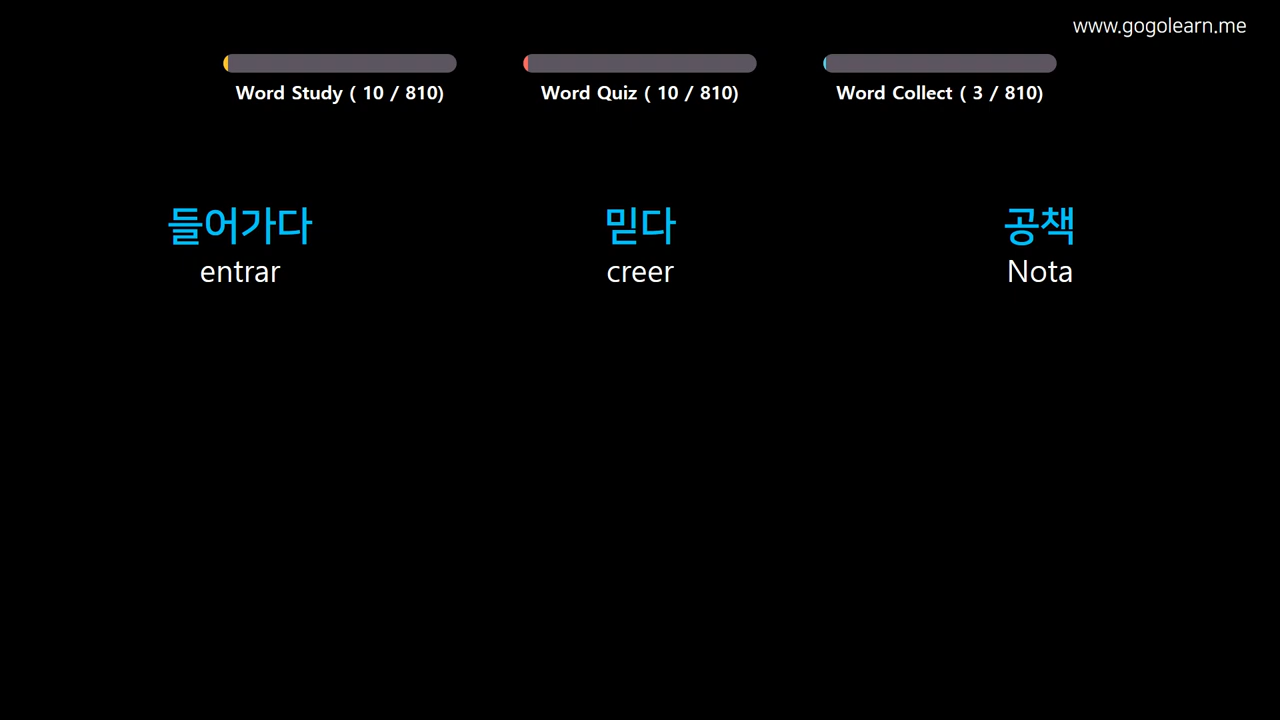 www.gogolearn.me
Word Study ( 10 / 810)
Word Quiz ( 10 / 810)
Word Collect ( 3 / 810)
들어가다
entrar
믿다
creer
공책
Nota